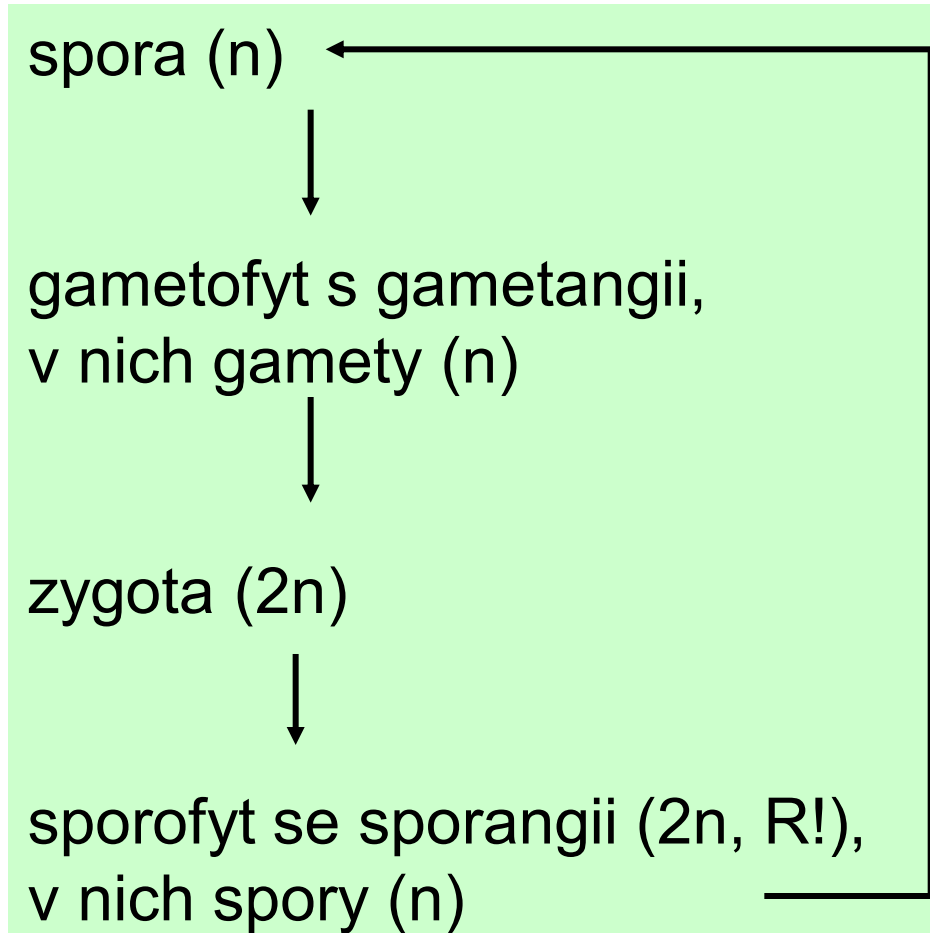 spora (n)
gametofyt s gametangii,
v nich gamety (n)
zygota (2n)
sporofyt se sporangii (2n, R!),
v nich spory (n)